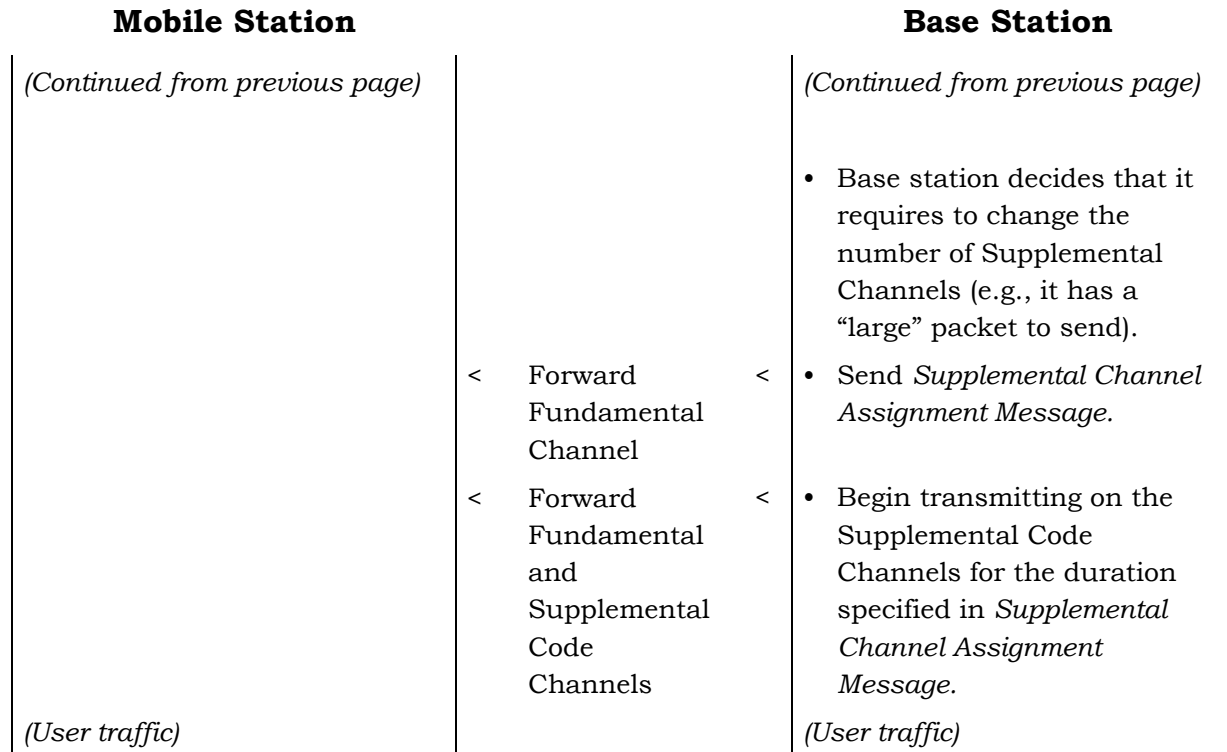 Mobile Station Base Station
(Continued from previous page) (Continued from previous page)
• Base station decides that it
requires to change the
number of Supplemental
Channels (e.g., it has a
“large” packet to send).
< Forward < • Send Supplemental Channel
Fundamental Assignment Message.
Channel
< Forward < • Begin transmitting on the
Fundamental Supplemental Code
and Channels for the duration
Supplemental specified in Supplemental
Code Channel Assignment
Channels Message.
(User traffic) (User traffic)